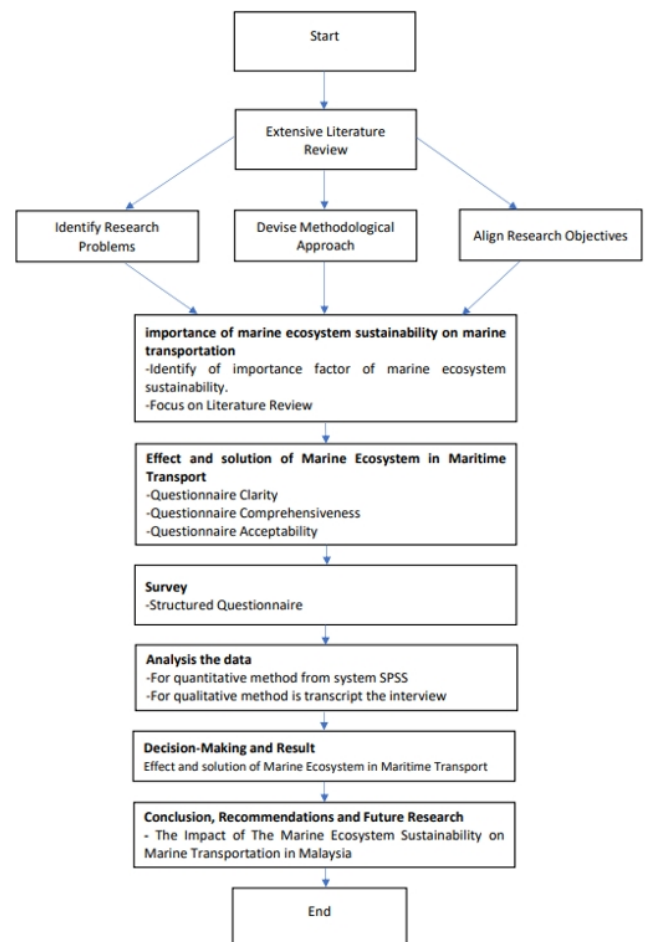 Start
Extensive Literature
Review
Identify Research
Problems
Devise Methodological
Approach
Align Research Objectives
importance of marine ecosystem sustainability on marine
transportation
-Identify of importance factor of marine ecosystem
sustainability.
-Focus on Literature Review
Effect and solution of Marine Ecosystem in Maritime
Transport
-Questionnaire Clarity
-Questionnaire Comprehensiveness
-Questionnaire Acceptability
Survey
-Structured Questionnaire
Analysis the data
-For quantitative method from system SPSS
-For qualitative method is transcript the interview
Decision-Making and Result
Effect and solution of Marine Ecosystem in Maritime Transport
Conclusion, Recommendations and Future Research
- The Impact of The Marine Ecosystem Sustainability on
Marine Transportation in Malaysia
End